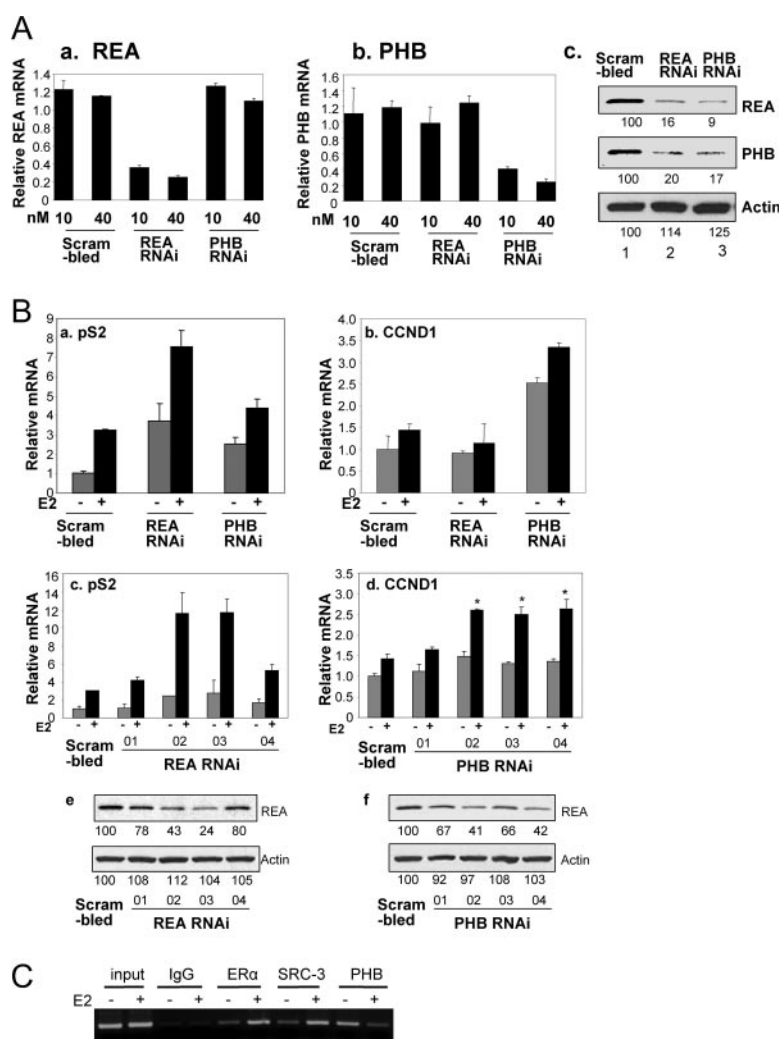 A
a. REA
Relative REA mRNA
1.4
1.2
1.0
0.8
0.6
0.4
0.2
0
nM 10 40 10 40 10 40
Scram-bled
REA RNAi
PHB RNAi
b. PHB
Relative PHB mRNA
1.6
1.4
1.2
1.0
0.8
0.6
0.4
0.2
0
nM 10 40 10 40 10 40
Scram-bled
REA RNAi
PHB RNAi
c.
Scram-bled
REA RNAi
PHB RNAi
REA
100 16 9
PHB
100 20 17
Actin
100 114 125
1 2 3
B
a. pS2
Relative mRNA
9
8
7
6
5
4
3
2
1
0
E2 - + - + - +
Scram-bled
REA RNAi
PHB RNAi
b. CCND1
Relative mRNA
4.0
3.5
3.0
2.5
2.0
1.5
1.0
0.5
0
E2 - + - + - +
Scram-bled
REA RNAi
PHB RNAi
c. pS2
Relative mRNA
16
14
12
10
8
6
4
2
0
E2 - + - + - + - + - +
Scram-bled
01 02 03 04
REA RNAi
d. CCND1
Relative mRNA
3.5
3.0
2.5
2.0
1.5
1.0
0.5
0
* * *
E2 - + - + - + - + - +
Scram-bled
01 02 03 04
PHB RNAi
e
REA
100 78 43 24 80
Actin
100 108 112 104 105
Scram-bled
01 02 03 04
REA RNAi
f
REA
100 67 41 66 42
Actin
100 92 97 108 103
Scram-bled
01 02 03 04
PHB RNAi
C
input IgG ERα SRC-3 PHB
E2 - + - + - + - + - +